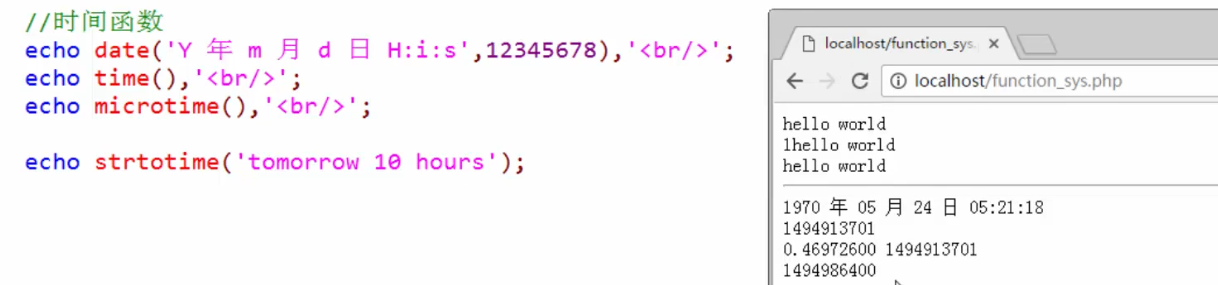 //时间函数
echo date('Y 年 m 月 d 日 H:i:s',12345678),'<br/>';
echo time(),'<br/>';
echo microtime(),'<br/>';
echo strtotime('tomorrow 10 hours');
localhost/function_sys.
localhost/function_sys.php
hello world
1hello world
hello world
1970 年 05 月 24 日 05:21:18
1494913701
0.46972600 1494913701
1494986400